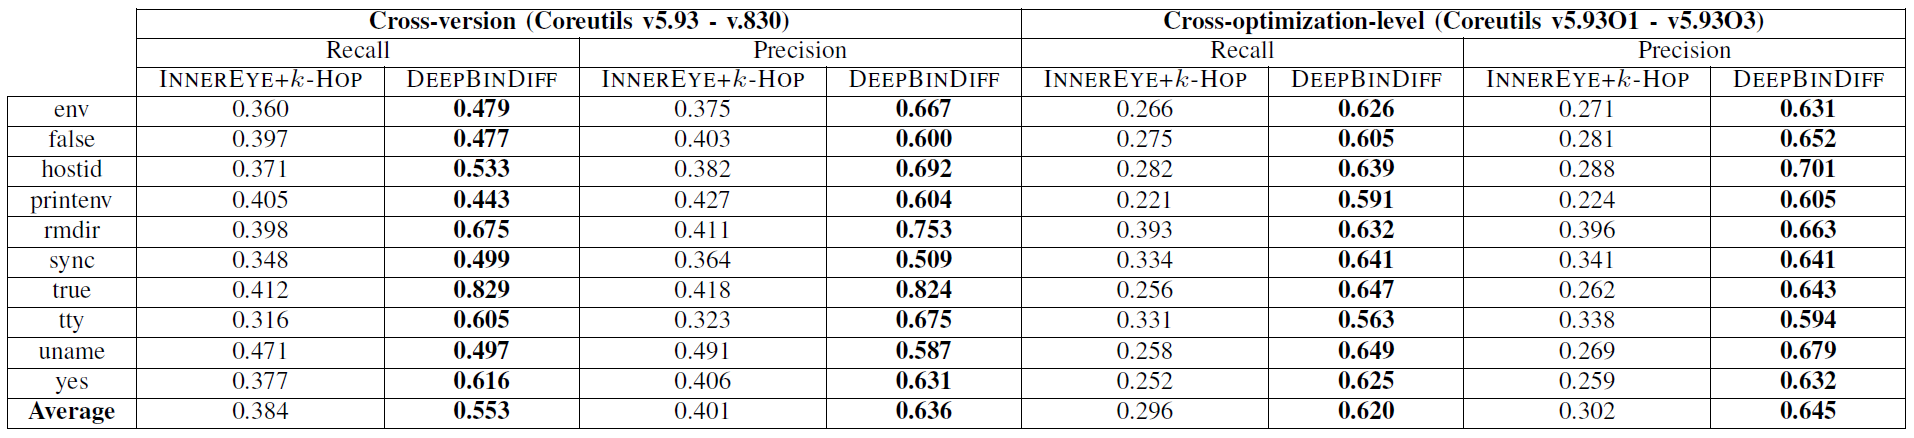 Cross-version (Coreutils v5.93 - v.830) Cross-optimization-level (Coreutils v5.93O1 - v5.93O3)
Recall Precision Recall Precision
INNEREYE+k-HOP DEEPBINDIFF INNEREYE+k-HOP DEEPBINDIFF INNEREYE+k-HOP DEEPBINDIFF INNEREYE+k-HOP DEEPBINDIFF
env 0.360 0.479 0.375 0.667 0.266 0.626 0.271 0.631
false 0.397 0.477 0.403 0.600 0.275 0.605 0.281 0.652
hostid 0.371 0.533 0.382 0.692 0.282 0.639 0.288 0.701
printenv 0.405 0.443 0.427 0.604 0.221 0.591 0.224 0.605
rmdir 0.398 0.675 0.411 0.753 0.393 0.632 0.396 0.663
sync 0.348 0.499 0.364 0.509 0.334 0.641 0.341 0.641
true 0.412 0.829 0.418 0.824 0.256 0.647 0.262 0.643
tty 0.316 0.605 0.323 0.675 0.331 0.563 0.338 0.594
uname 0.471 0.497 0.491 0.587 0.258 0.649 0.269 0.679
yes 0.377 0.616 0.406 0.631 0.252 0.625 0.259 0.632
Average 0.384 0.553 0.401 0.636 0.296 0.620 0.302 0.645